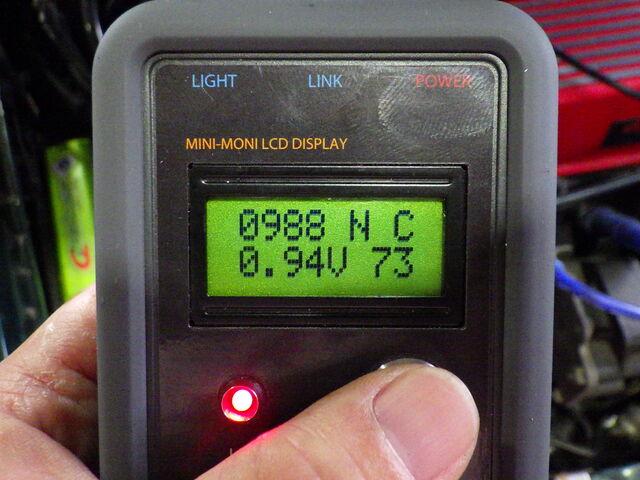 LIGHT LINK POWER
MINI-MONI LCD DISPLAY
0988 N C
0.94V 73